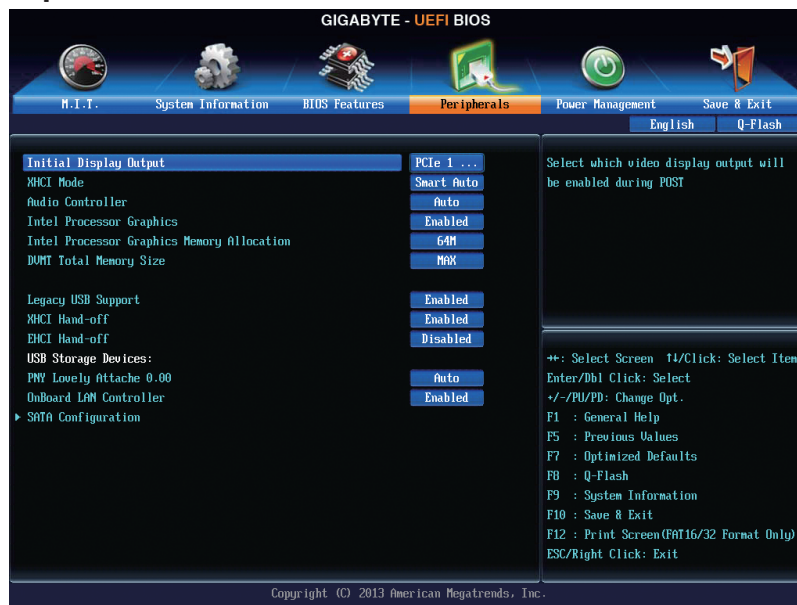 GIGABYTE - UEFI BIOS
M.I.T. System Information BIOS Features Peripherals Power Management Save & Exit
English Q-Flash
Initial Display Output PCIe 1 ...
XHCI Mode Smart Auto
Audio Controller Auto
Intel Processor Graphics Enabled
Intel Processor Graphics Memory Allocation 64M
DVMT Total Memory Size MAX
Legacy USB Support Enabled
XHCI Hand-off Enabled
EHCI Hand-off Disabled
USB Storage Devices:
PNY Lovely Attache 0.00 Auto
OnBoard LAN Controller Enabled
SATA Configuration
Select which video display output will
be enabled during POST
→←: Select Screen ↑↓/Click: Select Item
Enter/Dbl Click: Select
+/-/PU/PD: Change Opt.
F1 : General Help
F5 : Previous Values
F7 : Optimized Defaults
F8 : Q-Flash
F9 : System Information
F10 : Save & Exit
F12 : Print Screen(FAT16/32 Format Only)
ESC/Right Click: Exit
Copyright (C) 2013 American Megatrends, Inc.